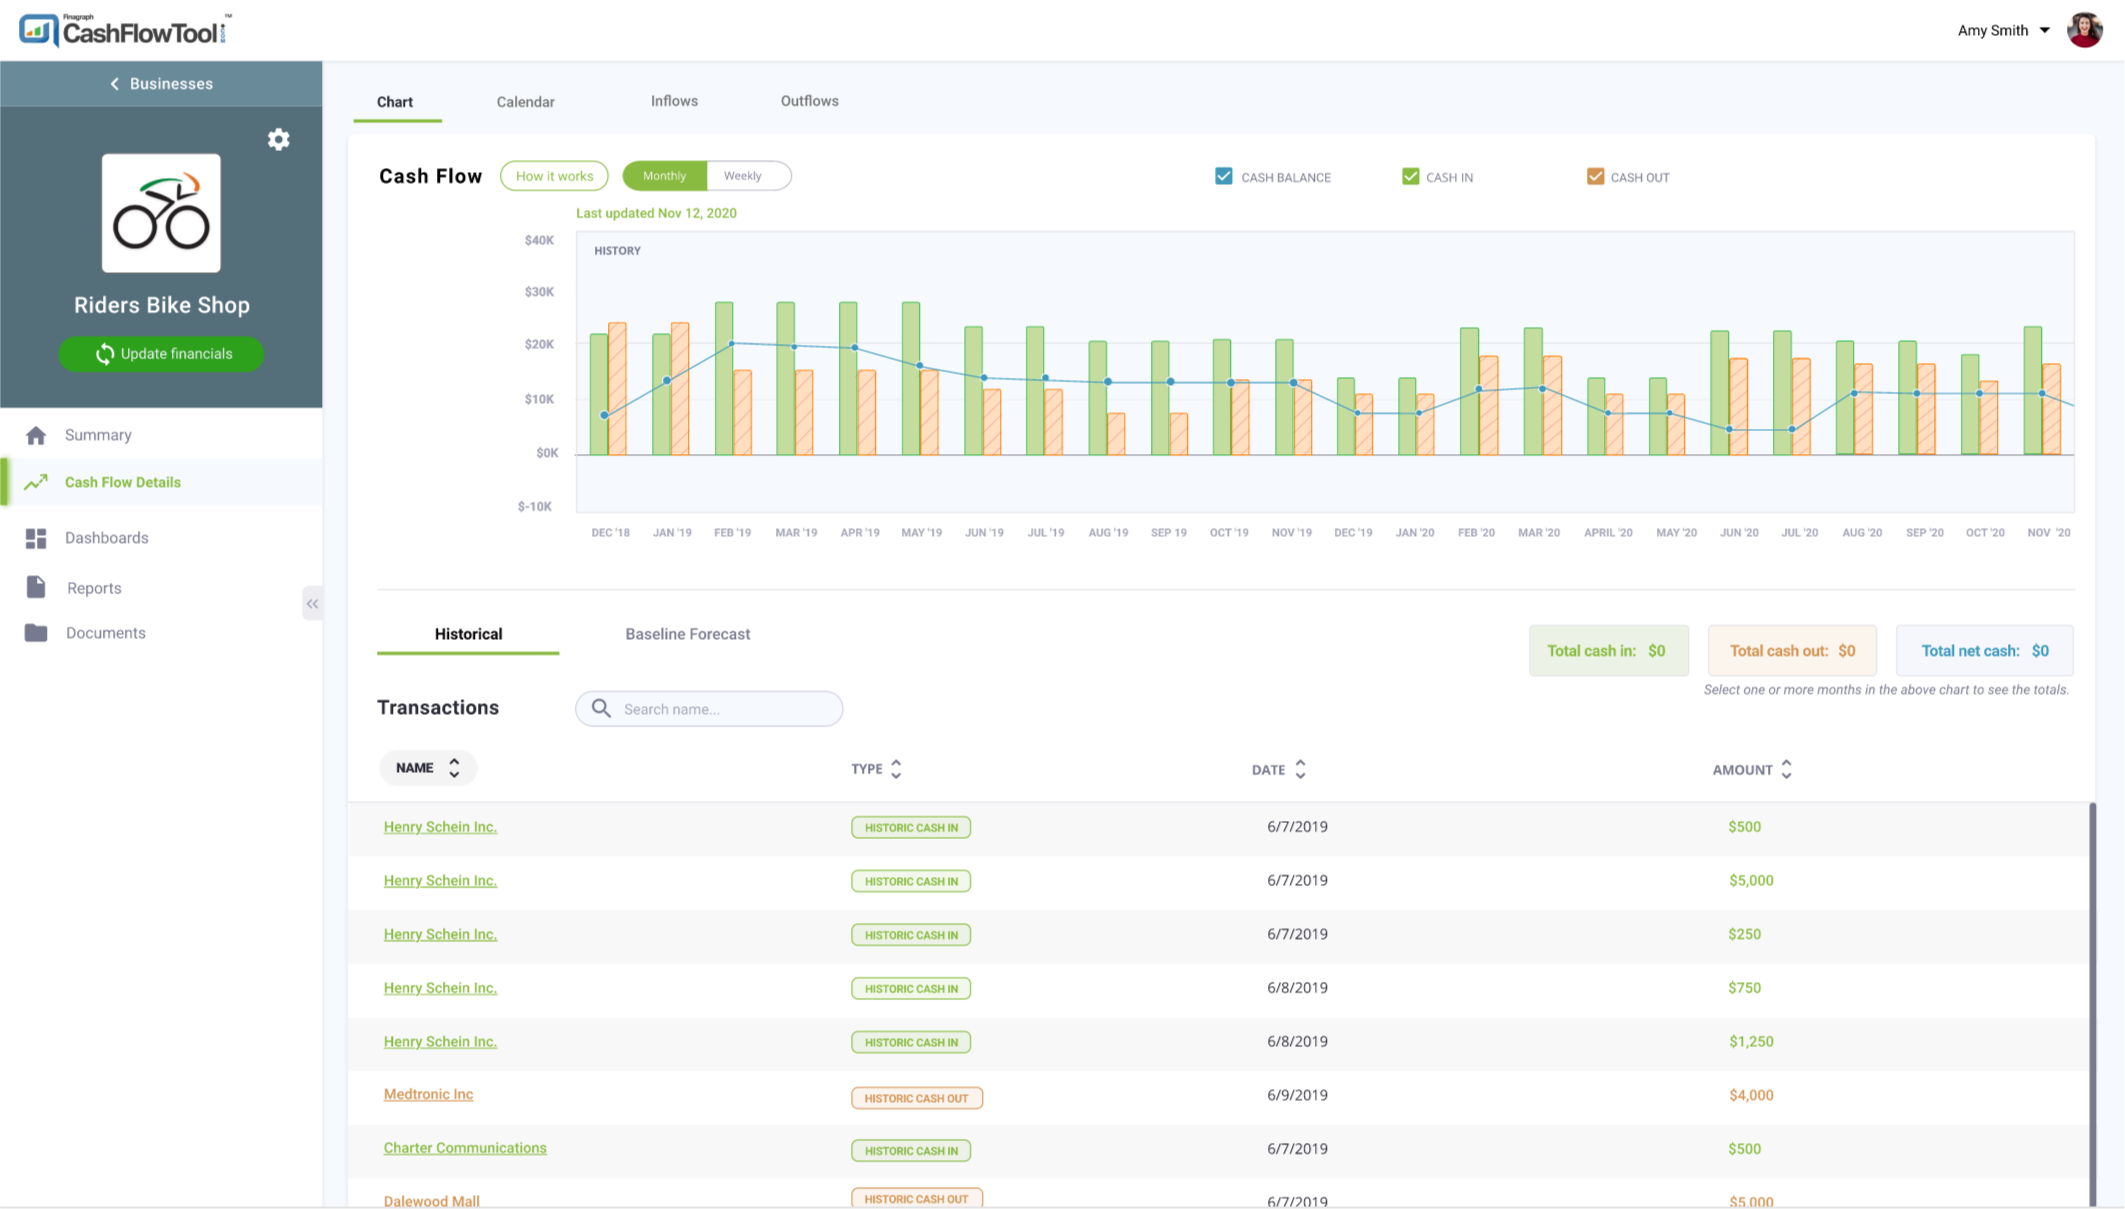 Finagraph
CashFlowTool.com™
Amy Smith
Businesses
Riders Bike Shop
Update financials
Summary
Cash Flow Details
Dashboards
Reports
Documents
Chart Calendar Inflows Outflows
Cash Flow How it works Monthly Weekly CASH BALANCE CASH IN CASH OUT
Last updated Nov 12, 2020
HISTORY
$40K
$30K
$20K
$10K
$0K
$-10K
DEC '18 JAN '19 FEB '19 MAR '19 APR '19 MAY '19 JUN '19 JUL '19 AUG '19 SEP 19 OCT '19 NOV '19 DEC '19 JAN '20 FEB '20 MAR '20 APRIL '20 MAY '20 JUN '20 JUL '20 AUG '20 SEP '20 OCT '20 NOV '20
Historical Baseline Forecast
Total cash in: $0 Total cash out: $0 Total net cash: $0
Select one or more months in the above chart to see the totals.
Transactions Search name...
NAME TYPE DATE AMOUNT
Henry Schein Inc. HISTORIC CASH IN 6/7/2019 $500
Henry Schein Inc. HISTORIC CASH IN 6/7/2019 $5,000
Henry Schein Inc. HISTORIC CASH IN 6/7/2019 $250
Henry Schein Inc. HISTORIC CASH IN 6/8/2019 $750
Henry Schein Inc. HISTORIC CASH IN 6/8/2019 $1,250
Medtronic Inc HISTORIC CASH OUT 6/9/2019 $4,000
Charter Communications HISTORIC CASH IN 6/7/2019 $500
Dalewood Mall HISTORIC CASH OUT 6/7/2019 $5,000